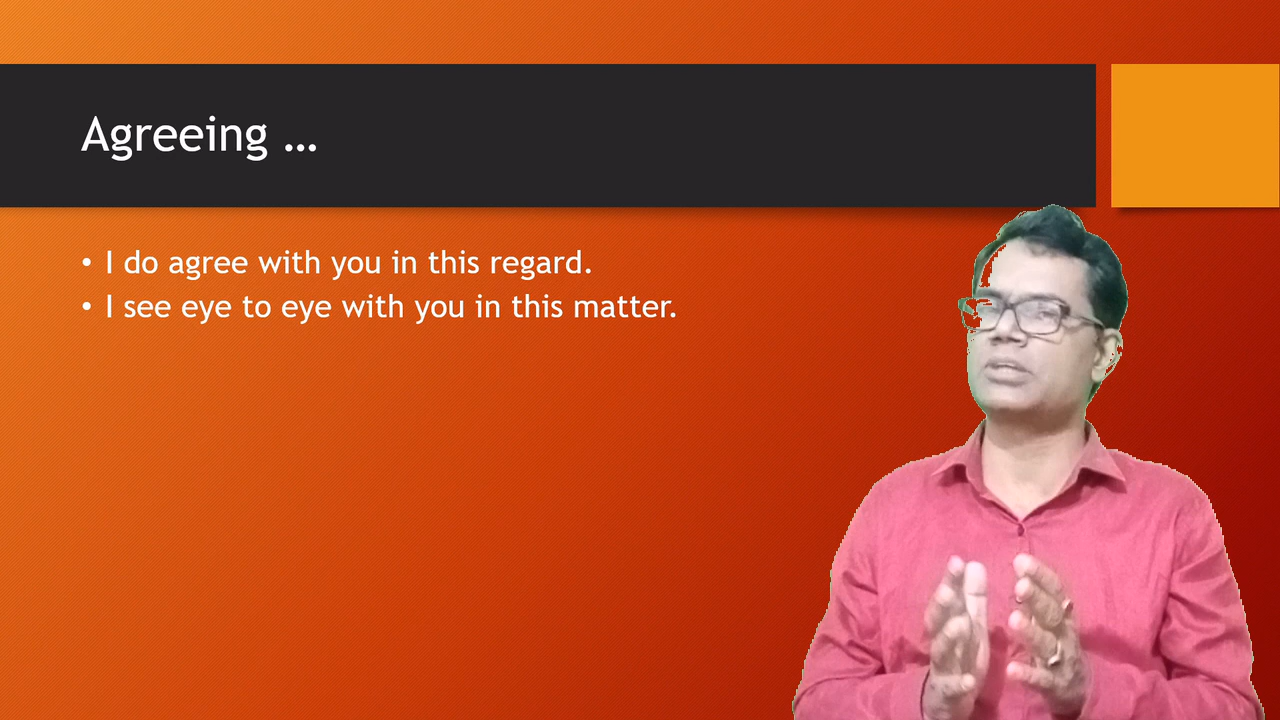 Agreeing …
• I do agree with you in this regard.
• I see eye to eye with you in this matter.